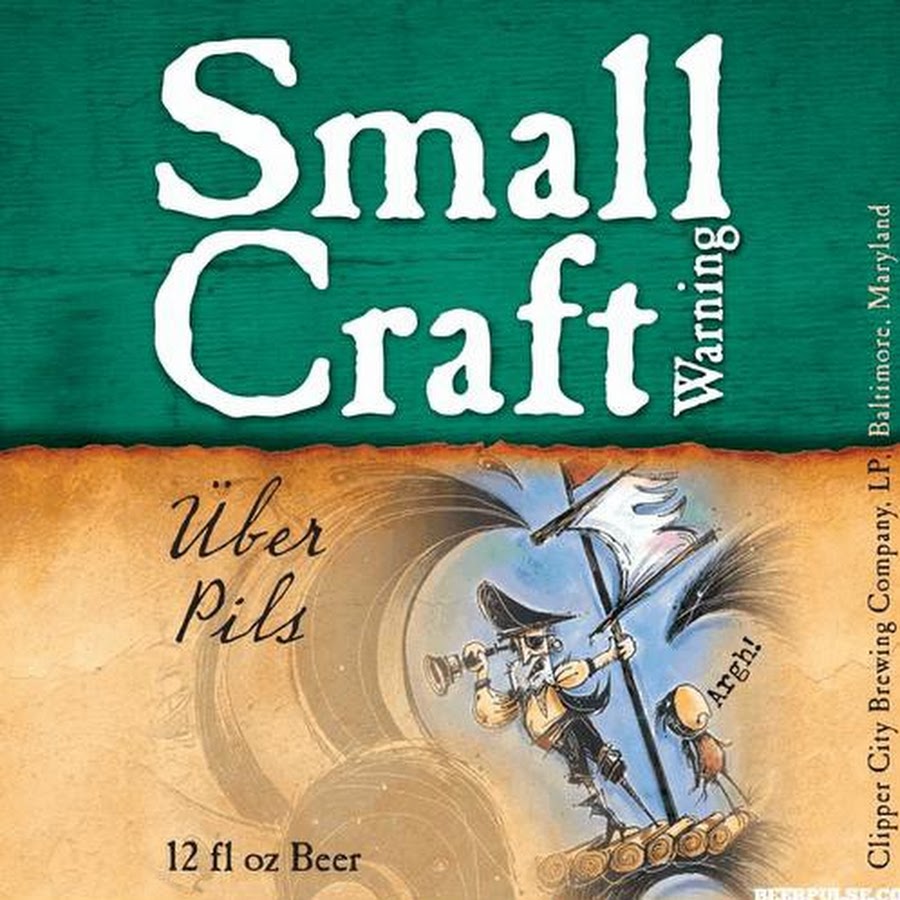 Small
Craft
Warning
Über
Pils
Argh!
12 fl oz Beer
Clipper City Brewing Company, LP. Baltimore, Maryland
BEERPULSE.CO